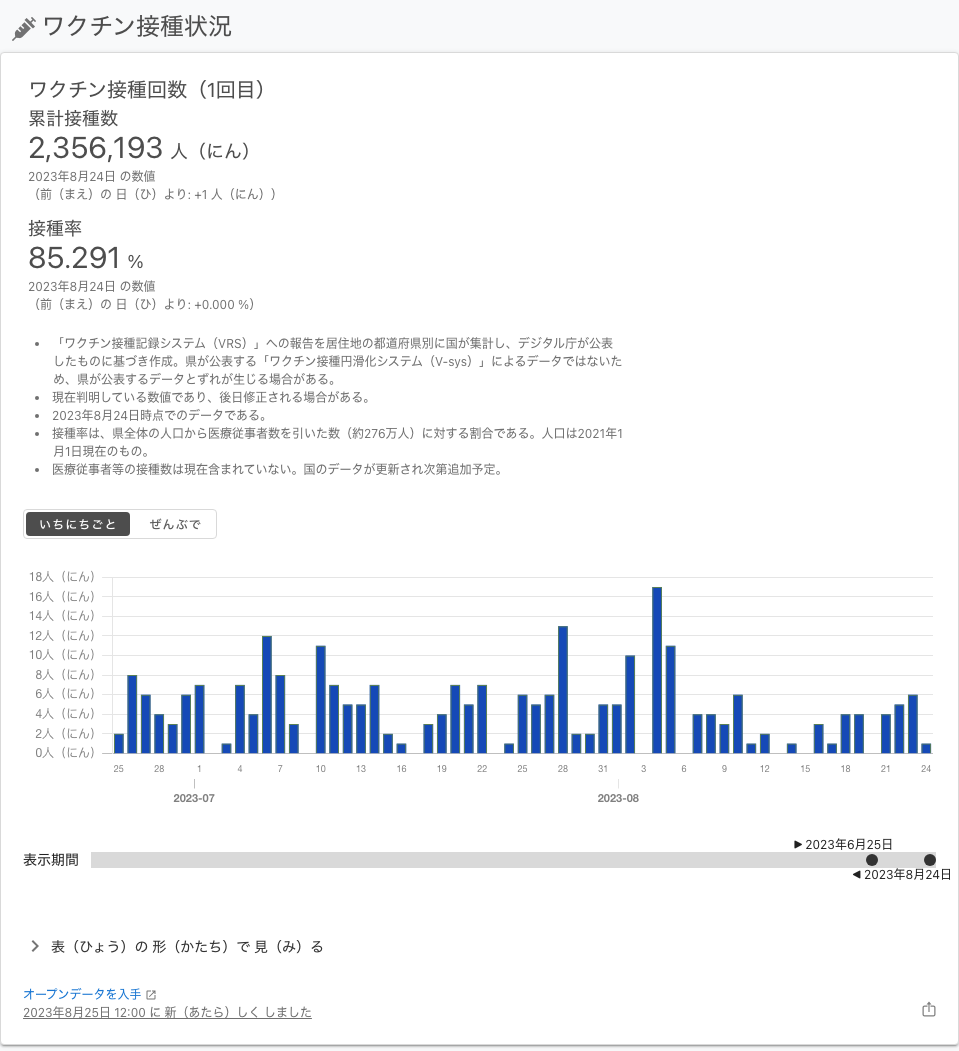 ワクチン接種状況
ワクチン接種回数（1回目）
累計接種数
2,356,193 人（にん）
2023年8月24日 の数値
（前（まえ）の 日（ひ）より: +1 人（にん））
接種率
85.291 %
2023年8月24日 の数値
（前（まえ）の 日（ひ）より: +0.000 %）
• 「ワクチン接種記録システム（VRS）」への報告を居住地の都道府県別に国が集計し、デジタル庁が公表
したものに基づき作成。県が公表する「ワクチン接種円滑化システム（V-sys）」によるデータではないた
め、県が公表するデータとずれが生じる場合がある。
• 現在判明している数値であり、後日修正される場合がある。
• 2023年8月24日時点でのデータである。
• 接種率は、県全体の人口から医療従事者数を引いた数（約276万人）に対する割合である。人口は2021年1
月1日現在のもの。
• 医療従事者等の接種数は現在含まれていない。国のデータが更新され次第追加予定。
いちにちごと ぜんぶで
18人（にん）
16人（にん）
14人（にん）
12人（にん）
10人（にん）
8人（にん）
6人（にん）
4人（にん）
2人（にん）
0人（にん）
25 28 1 4 7 10 13 16 19 22 25 28 31 3 6 9 12 15 18 21 24
2023-07 2023-08
▶ 2023年6月25日
表示期間
◀ 2023年8月24日
表（ひょう）の 形（かたち）で 見（み）る
オープンデータを入手
2023年8月25日 12:00 に 新（あたら）しく しました